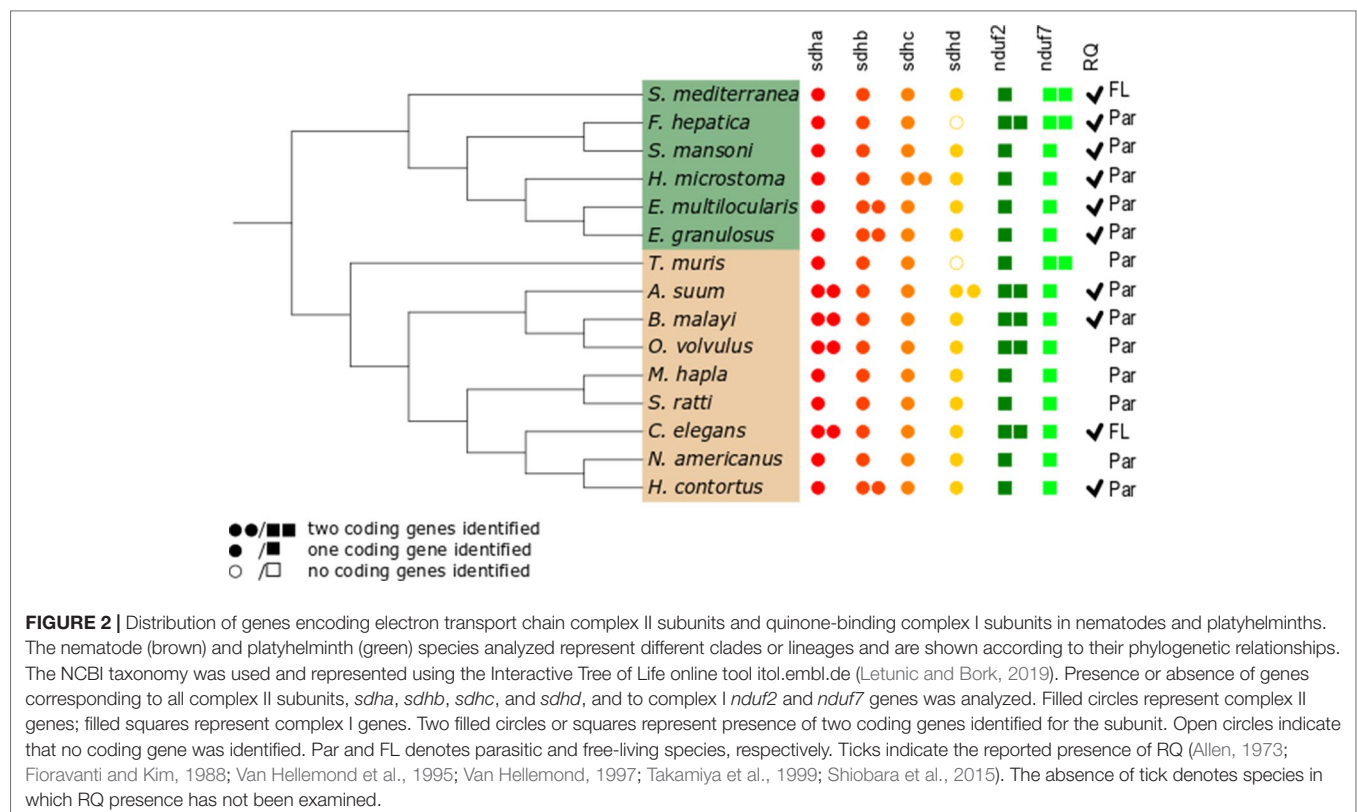 sdha sdhb sdhc sdhd nduf2 nduf7 RQ
S. mediterranea FL
F. hepatica Par
S. mansoni Par
H. microstoma Par
E. multilocularis Par
E. granulosus Par
T. muris Par
A. suum Par
B. malayi Par
O. volvulus Par
M. hapla Par
S. ratti Par
C. elegans FL
N. americanus Par
H. contortus Par
●●/■■ two coding genes identified
● /■ one coding gene identified
○ /□ no coding genes identified
FIGURE 2 | Distribution of genes encoding electron transport chain complex II subunits and quinone-binding complex I subunits in nematodes and platyhelminths.
The nematode (brown) and platyhelminth (green) species analyzed represent different clades or lineages and are shown according to their phylogenetic relationships.
The NCBI taxonomy was used and represented using the Interactive Tree of Life online tool itol.embl.de (Letunic and Bork, 2019). Presence or absence of genes
corresponding to all complex II subunits, sdha, sdhb, sdhc, and sdhd, and to complex I nduf2 and nduf7 genes was analyzed. Filled circles represent complex II
genes; filled squares represent complex I genes. Two filled circles or squares represent presence of two coding genes identified for the subunit. Open circles indicate
that no coding gene was identified. Par and FL denotes parasitic and free-living species, respectively. Ticks indicate the reported presence of RQ (Allen, 1973;
Fioravanti and Kim, 1988; Van Hellemond et al., 1995; Van Hellemond, 1997; Takamiya et al., 1999; Shiobara et al., 2015). The absence of tick denotes species in
which RQ presence has not been examined.